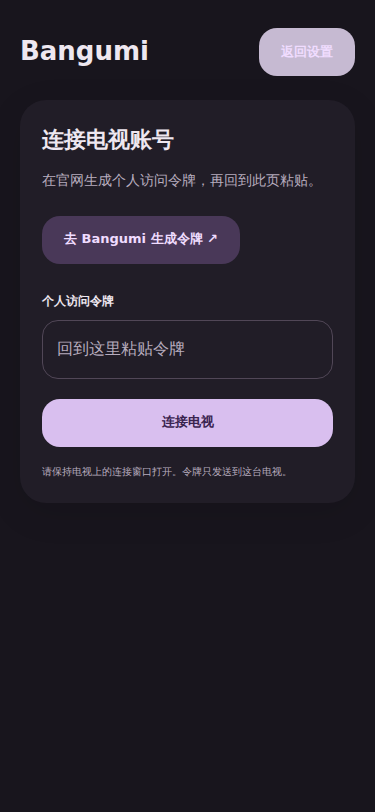 Bangumi
返回设置
连接电视账号
在官网生成个人访问令牌，再回到此页粘贴。
去 Bangumi 生成令牌 ↗
个人访问令牌
回到这里粘贴令牌
连接电视
请保持电视上的连接窗口打开。令牌只发送到这台电视。